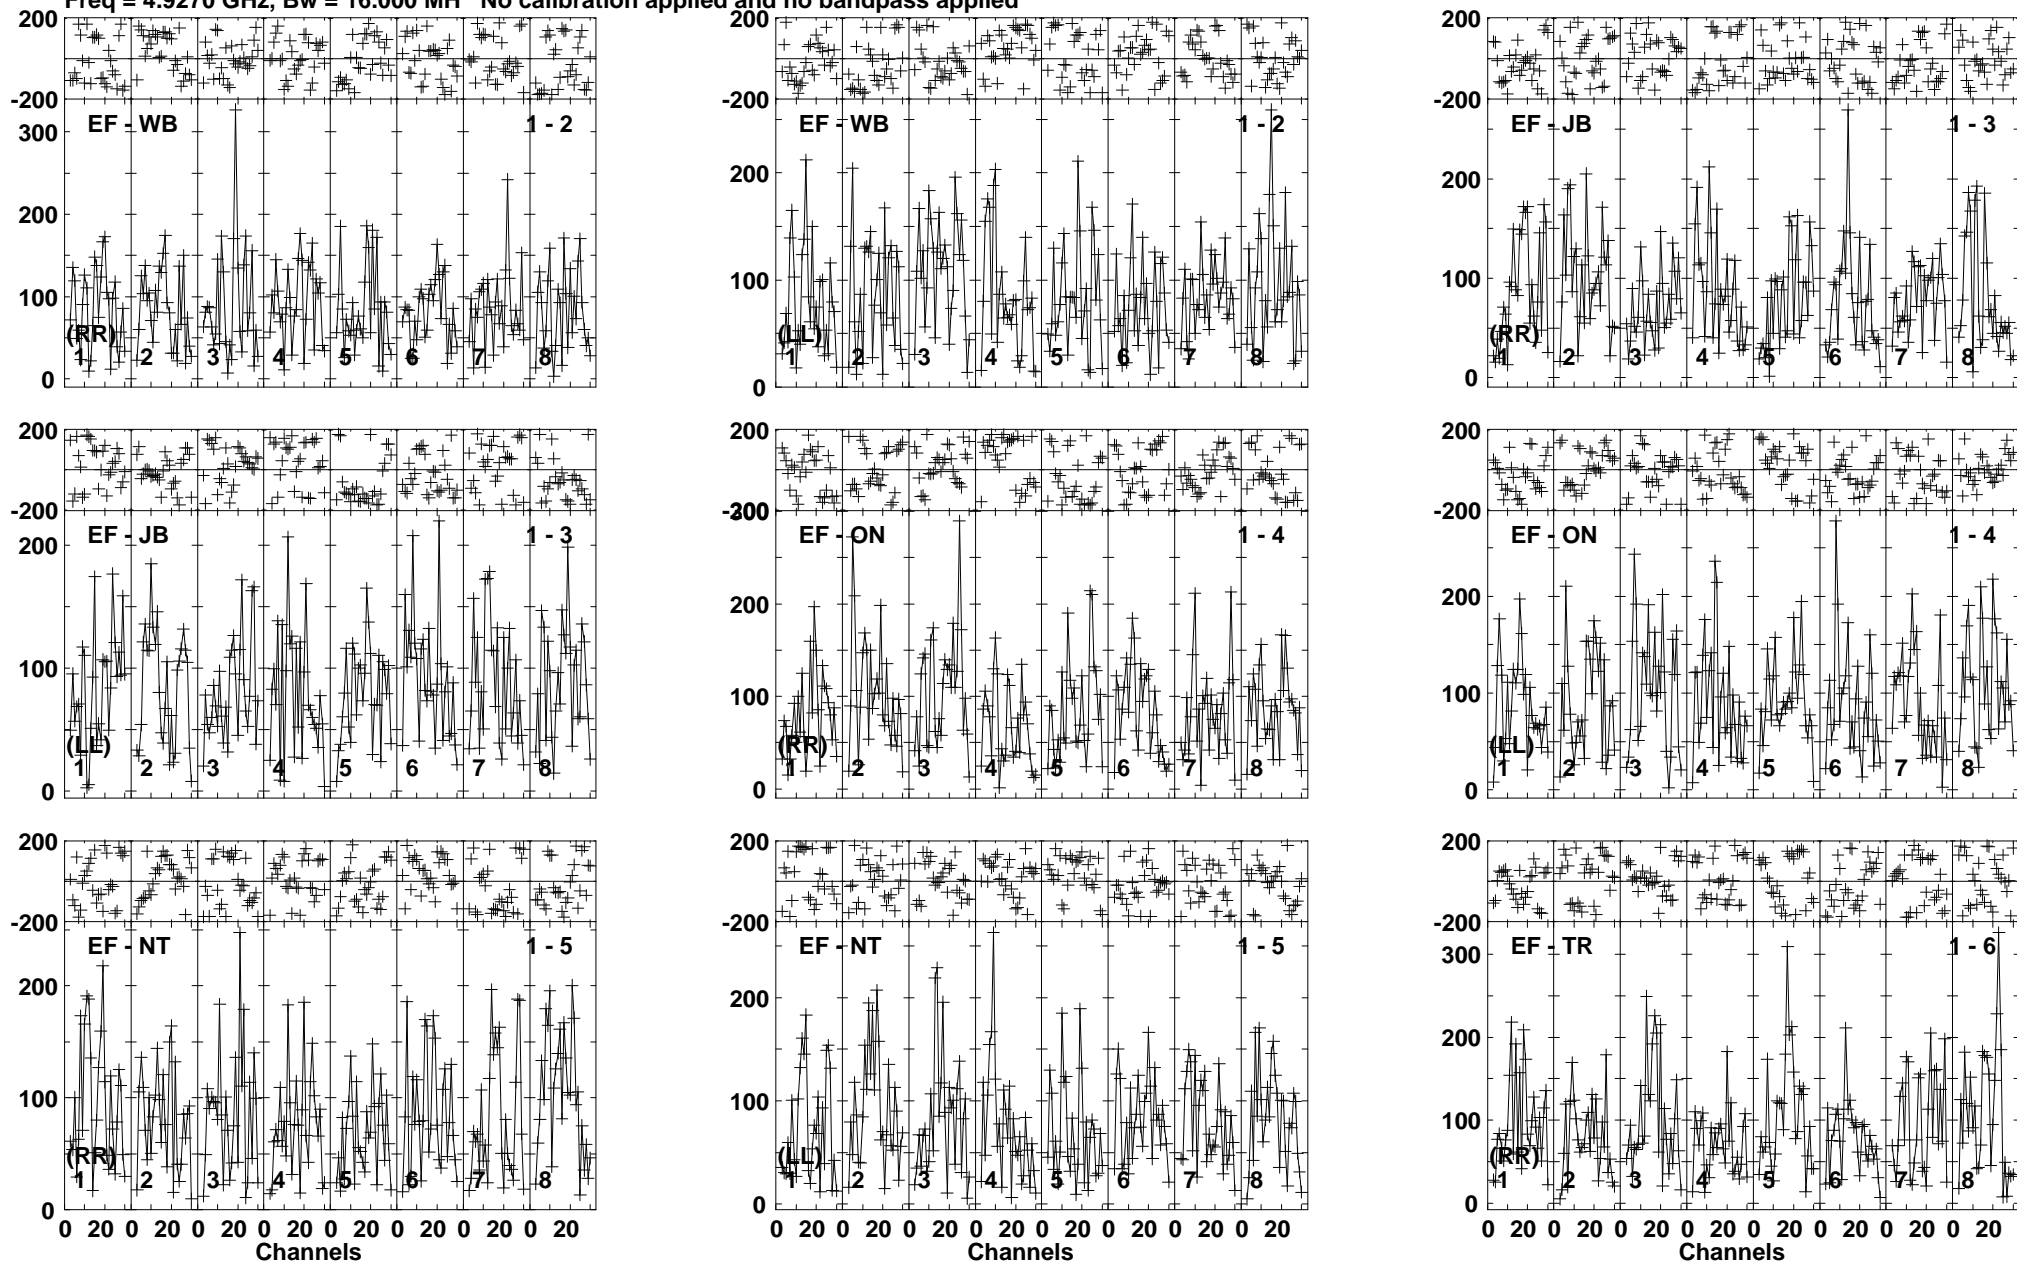 Freq = 4.9270 GHz, Bw = 16.000 MH No calibration applied and no bandpass applied
200 200 200
-200 -200 -200
EF - WB 1 - 2 EF - WB 1 - 2 EF - JB 1 - 3
300
200 200 200
100 100 100
(RR) (LL) (RR)
1 2 3 4 5 6 7 8 1 2 3 4 5 6 7 8 1 2 3 4 5 6 7 8
0 0 0
200 200 200
-200 -200 -200
300
EF - JB 1 - 3 EF - ON 1 - 4 EF - ON 1 - 4
200 200 200
100 100 100
(LL) (RR) (LL)
1 2 3 4 5 6 7 8 1 2 3 4 5 6 7 8 1 2 3 4 5 6 7 8
0 0 0
200 200 200
-200 -200 -200
EF - NT 1 - 5 EF - NT 1 - 5 EF - TR 1 - 6
300
200 200 200
100 100 100
(RR) (LL) (RR)
1 2 3 4 5 6 7 8 1 2 3 4 5 6 7 8 1 2 3 4 5 6 7 8
0 0 0
0 20 0 20 0 20 0 20 0 20 0 20 0 20 0 20 0 20 0 20 0 20 0 20 0 20 0 20 0 20 0 20 0 20 0 20 0 20 0 20 0 20 0 20 0 20 0 20
Channels Channels Channels